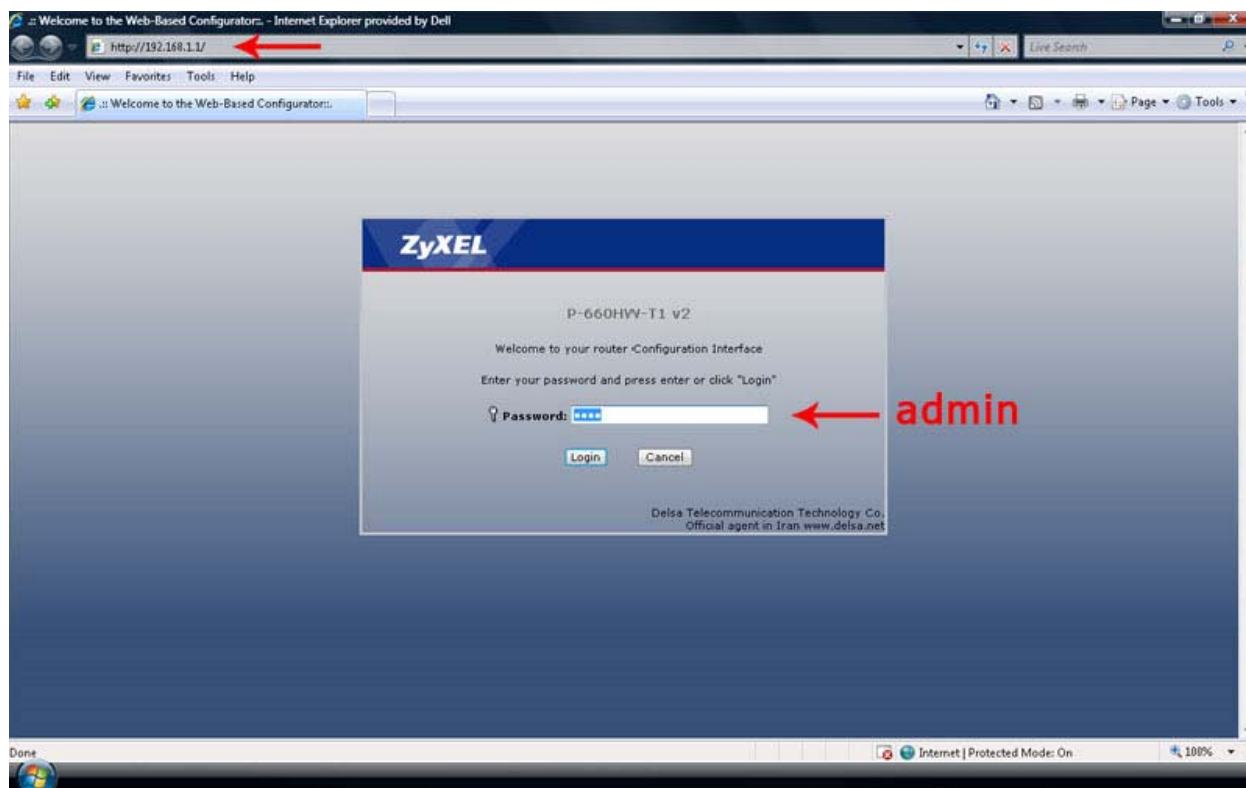 .:: Welcome to the Web-Based Configurator::. - Internet Explorer provided by Dell
http://192.168.1.1/
Live Search
File Edit View Favorites Tools Help
.:: Welcome to the Web-Based Configurator::.
Page Tools
ZyXEL
P-660HW-T1 v2
Welcome to your router Configuration Interface
Enter your password and press enter or click "Login"
Password:
admin
Login Cancel
Delsa Telecommunication Technology Co.
Official agent in Iran www.delsa.net
Done
Internet | Protected Mode: On
100%